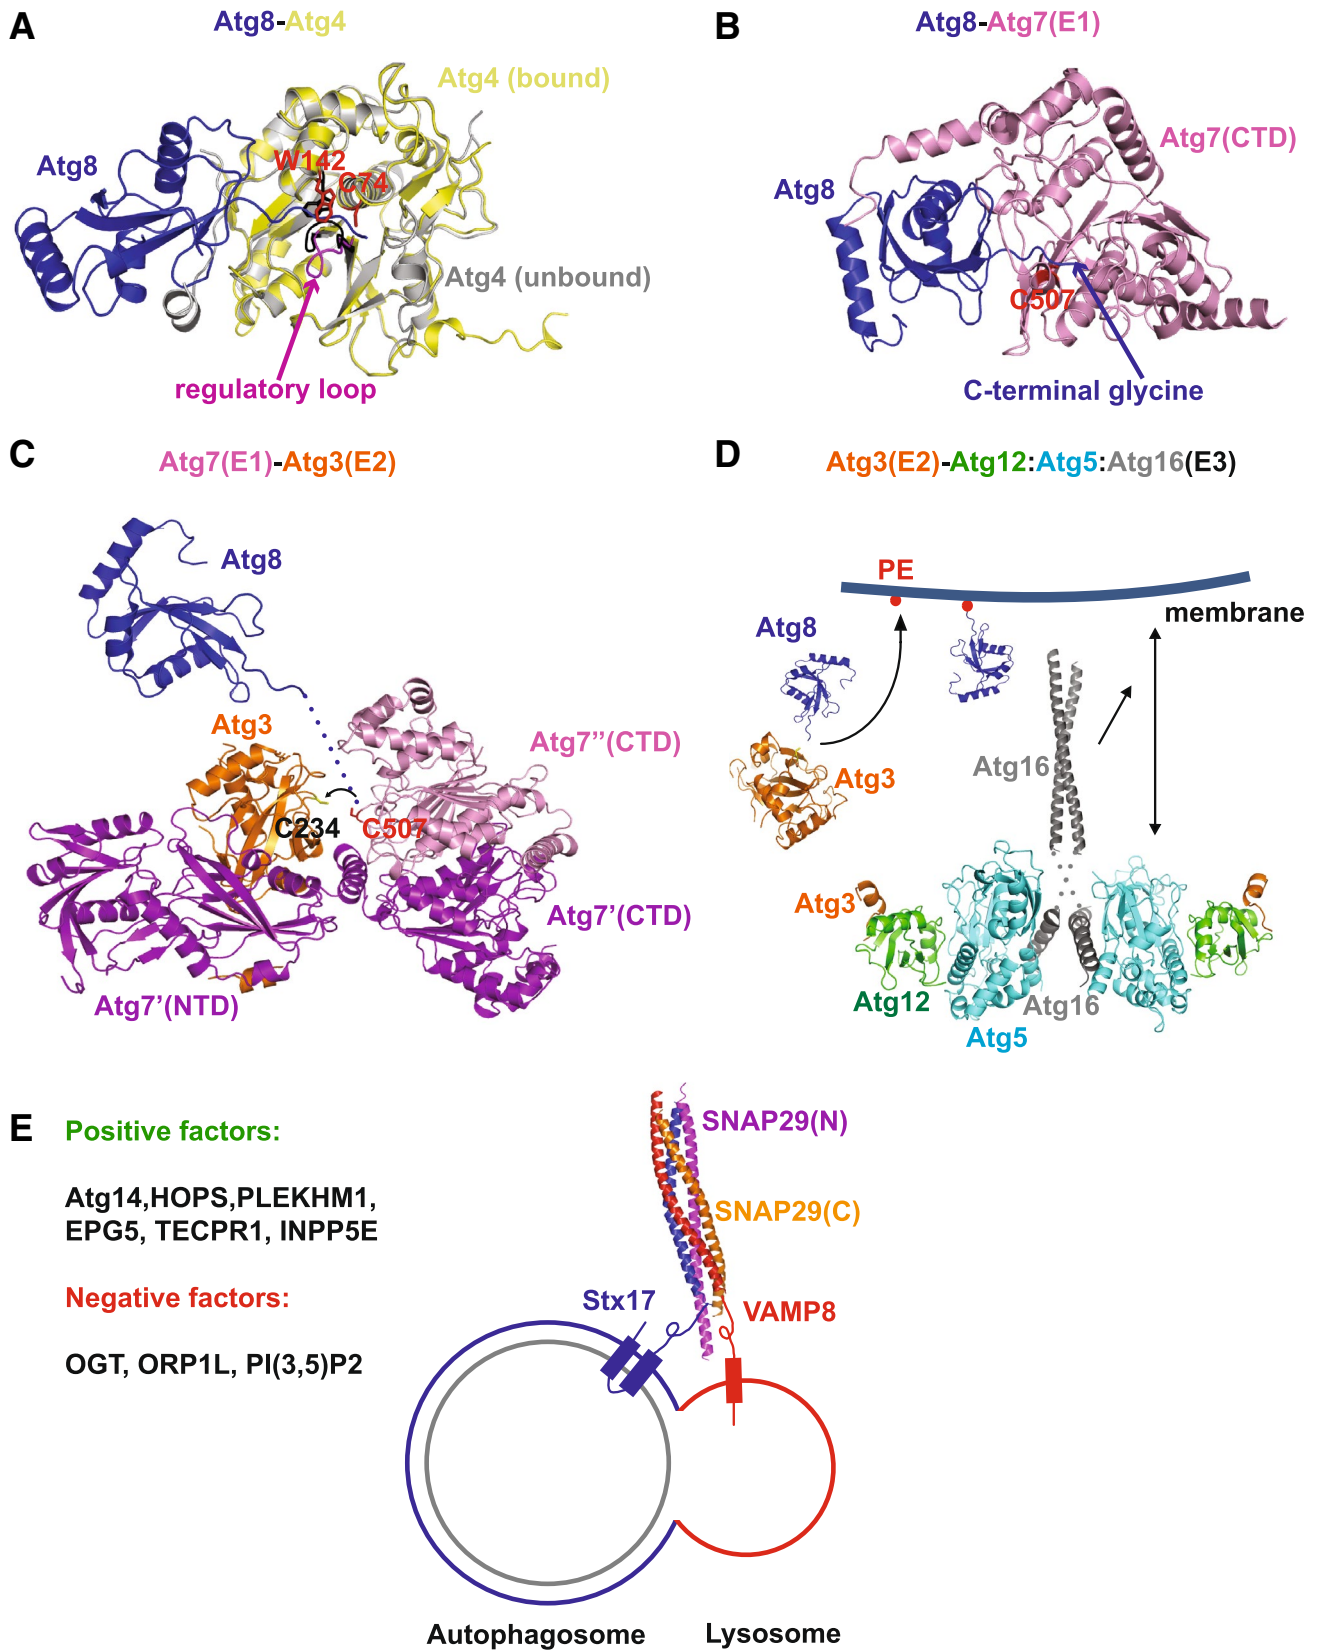 A
Atg8-Atg4
Atg4 (bound)
Atg8
W142
C74
Atg4 (unbound)
regulatory loop
B
Atg8-Atg7(E1)
Atg7(CTD)
Atg8
C507
C-terminal glycine
C
Atg7(E1)-Atg3(E2)
Atg8
Atg3
Atg7’’(CTD)
C234
C507
Atg7’(CTD)
Atg7’(NTD)
D
Atg3(E2)-Atg12:Atg5:Atg16(E3)
PE
membrane
Atg8
Atg16
Atg3
Atg3
Atg12
Atg16
Atg5
E
Positive factors:
Atg14,HOPS,PLEKHM1,
EPG5, TECPR1, INPP5E
Negative factors:
OGT, ORP1L, PI(3,5)P2
SNAP29(N)
SNAP29(C)
Stx17
VAMP8
Autophagosome
Lysosome